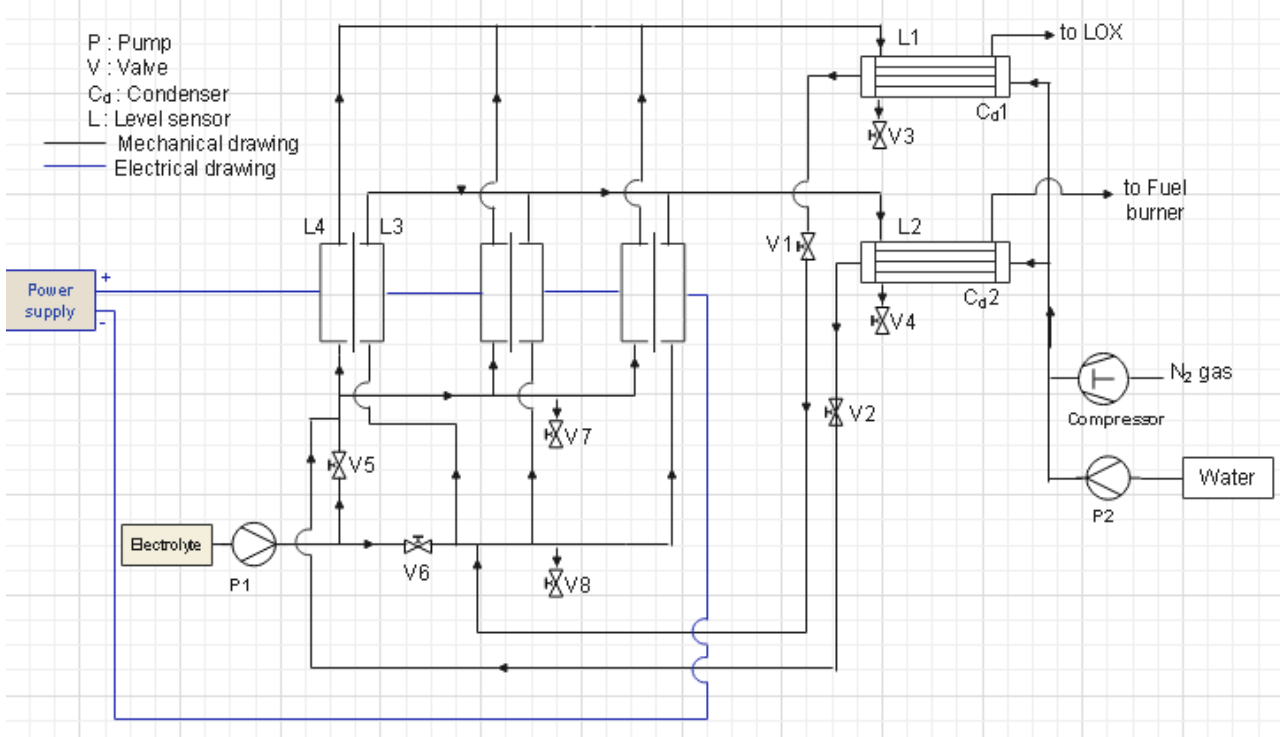 P : Pump
V : Valve
Cd : Condenser
L : Level sensor
Mechanical drawing
Electrical drawing
L1
to LOX
Cd1
V3
L4
L3
V1
L2
to Fuel
burner
Cd2
V4
+
Power
supply
-
N2 gas
Compressor
V2
V7
V5
Water
P2
Electrolyte
P1
V6
V8